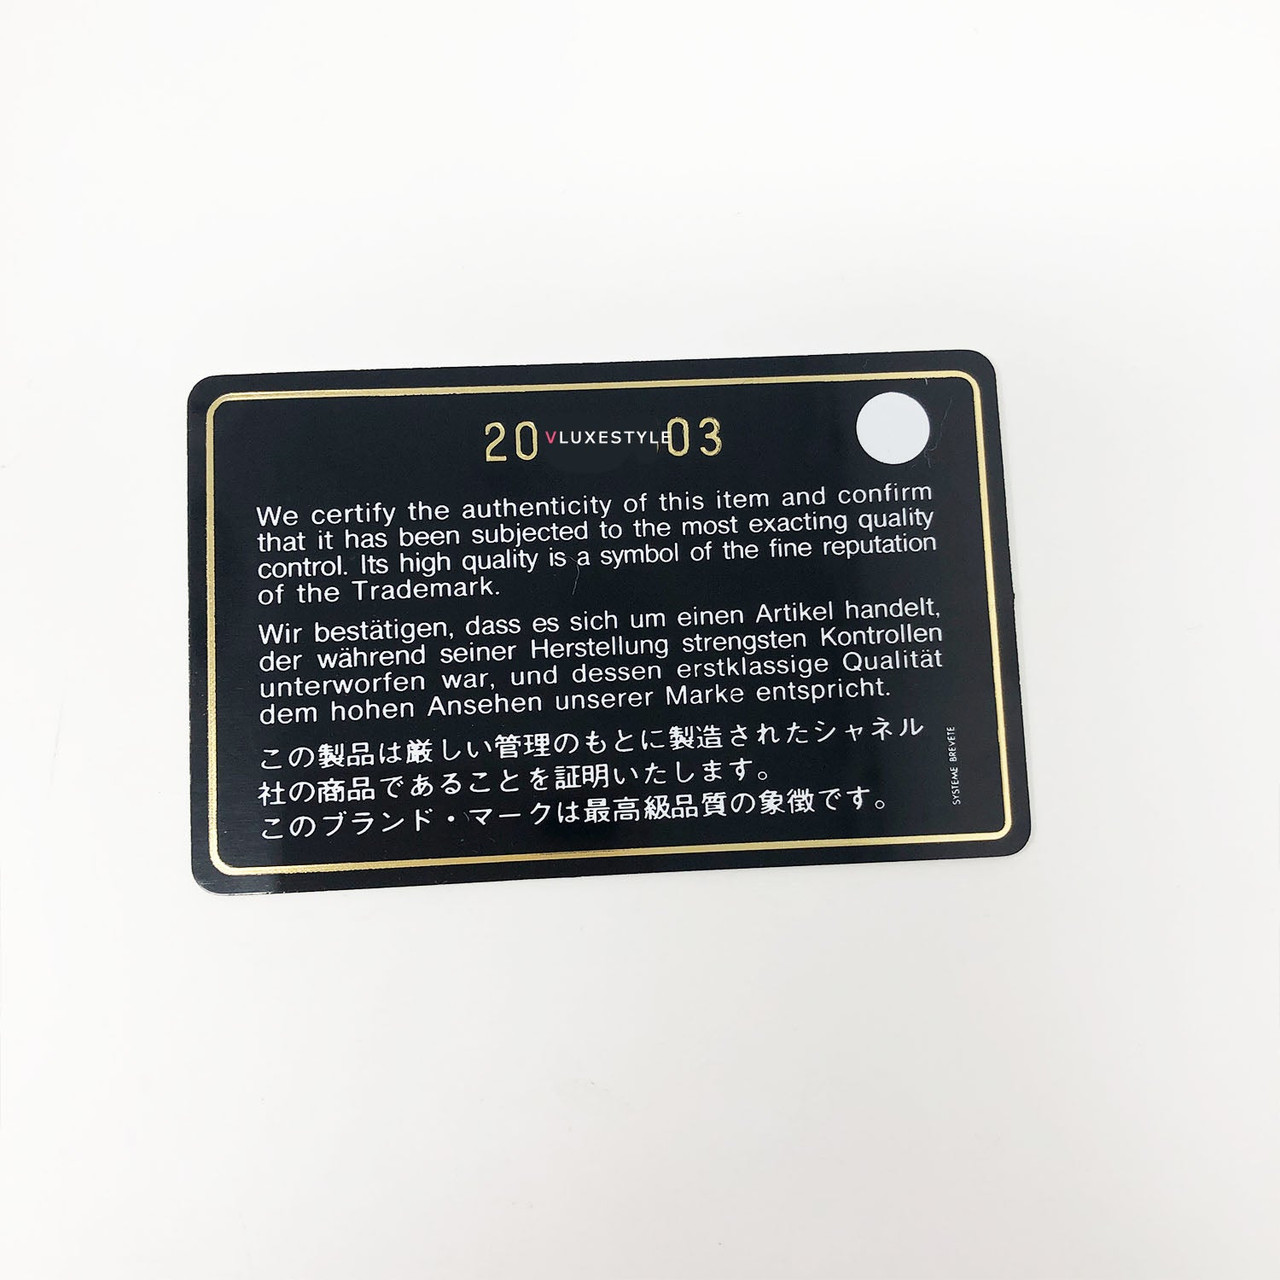 20 VLUXESTYLE 03
We certify the authenticity of this item and confirm
that it has been subjected to the most exacting quality
control. Its high quality is a symbol of the fine reputation
of the Trademark.
Wir bestätigen, dass es sich um einen Artikel handelt,
der während seiner Herstellung strengsten Kontrollen
unterworfen war, und dessen erstklassige Qualität
dem hohen Ansehen unserer Marke entspricht.
この製品は厳しい管理のもとに製造されたシャネル
社の商品であることを証明いたします。
このブランド・マークは最高級品質の象徴です。
SYSTEME BREVETE